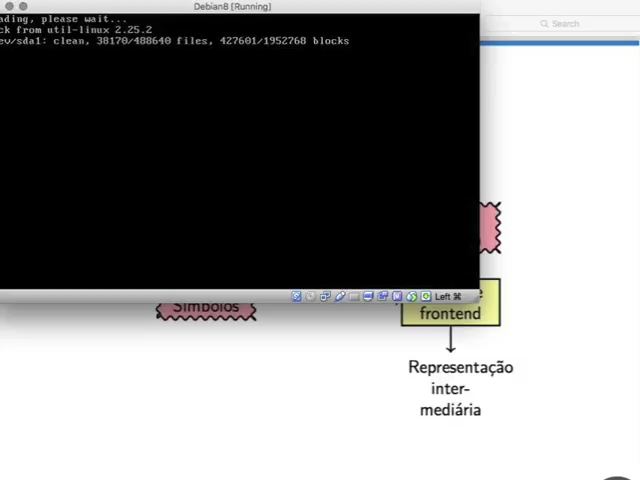 Debian8 [Running]
Search
ading, please wait...
ck from util-linux 2.25.2
ev/sda1: clean, 38170/488640 files, 427601/1952768 blocks
Left ⌘
Símbolos
frontend
Representação
inter-
mediária